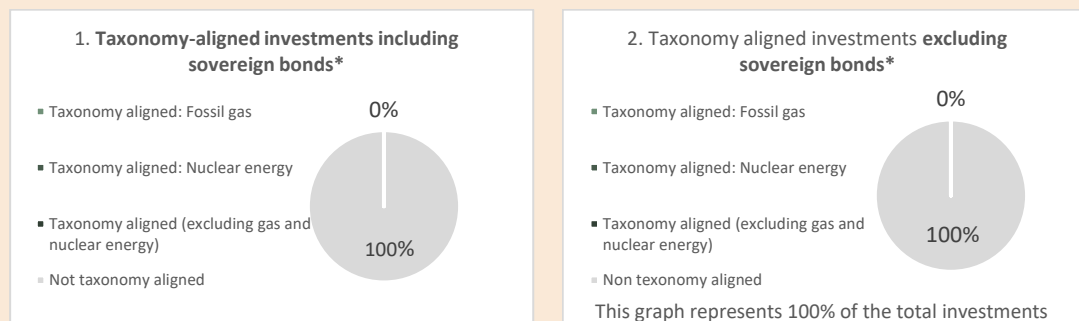 1. Taxonomy-aligned investments including
sovereign bonds*
Taxonomy aligned: Fossil gas
0%
Taxonomy aligned: Nuclear energy
Taxonomy aligned (excluding gas and
nuclear energy)
100%
Not taxonomy aligned
2. Taxonomy aligned investments excluding
sovereign bonds*
Taxonomy aligned: Fossil gas
0%
Taxonomy aligned: Nuclear energy
Taxonomy aligned (excluding gas and
nuclear energy)
100%
Non texonomy aligned
This graph represents 100% of the total investments